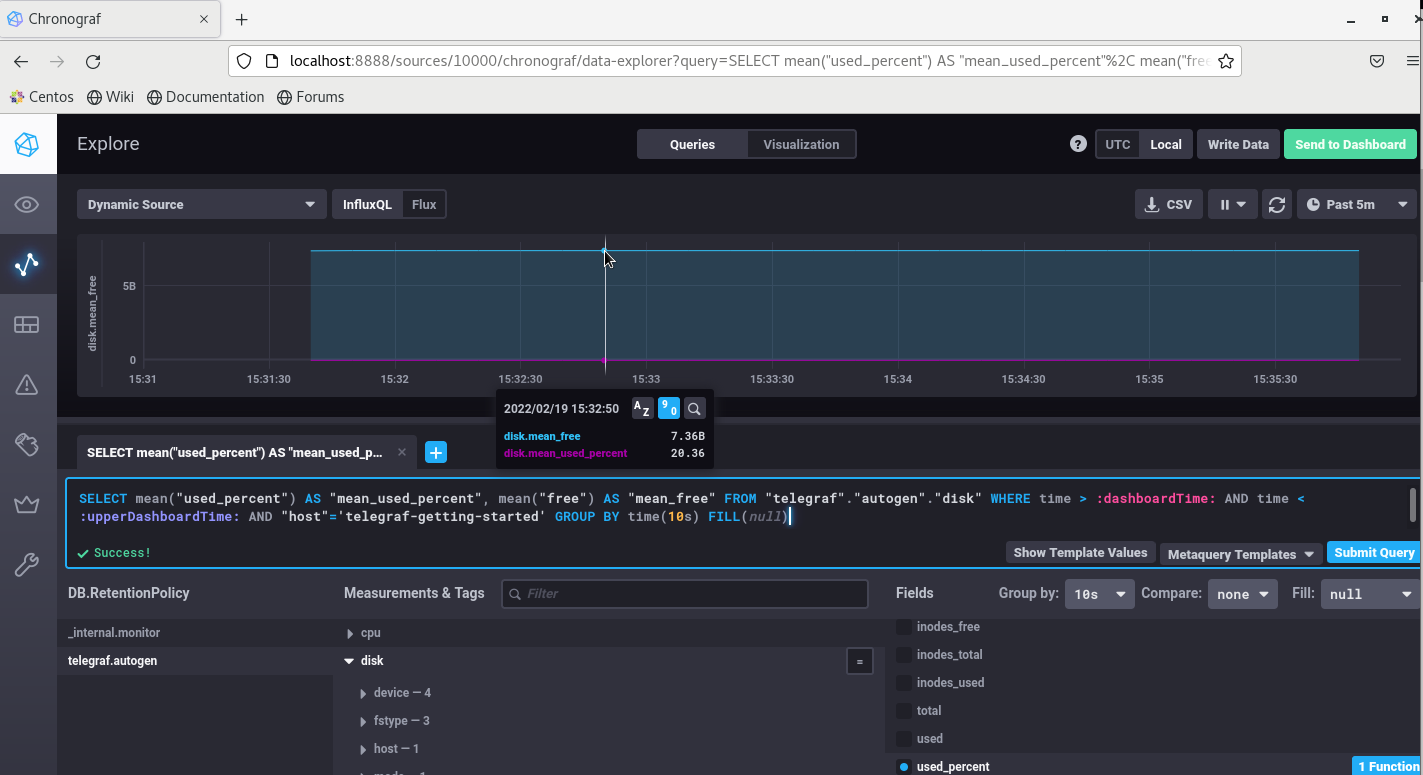 Chronograf
localhost:8888/sources/10000/chronograf/data-explorer?query=SELECT mean("used_percent") AS "mean_used_percent"%2C mean("free
Centos Wiki Documentation Forums
Explore
Queries Visualization
? UTC Local Write Data Send to Dashboard
Dynamic Source InfluxQL Flux CSV Past 5m
disk.mean_free
5B
0
15:31 15:31:30 15:32 15:32:30 15:33 15:33:30 15:34 15:34:30 15:35 15:35:30
2022/02/19 15:32:50 AZ 90
disk.mean_free 7.36B
disk.mean_used_percent 20.36
SELECT mean("used_percent") AS "mean_used_p...
SELECT mean("used_percent") AS "mean_used_percent", mean("free") AS "mean_free" FROM "telegraf"."autogen"."disk" WHERE time > :dashboardTime: AND time <
:upperDashboardTime: AND "host"='telegraf-getting-started' GROUP BY time(10s) FILL(null)
Success!
Show Template Values Metaquery Templates Submit Query
DB.RetentionPolicy Measurements & Tags Filter Fields Group by: 10s Compare: none Fill: null
_internal.monitor
telegraf.autogen
cpu
disk =
device — 4
fstype — 3
host — 1
inodes_free
inodes_total
inodes_used
total
used
used_percent 1 Function